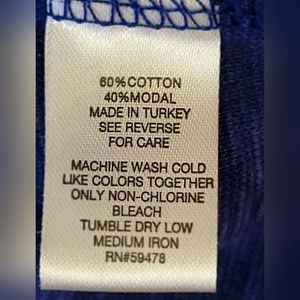 60%COTTON
40%MODAL
MADE IN TURKEY
SEE REVERSE
FOR CARE
MACHINE WASH COLD
LIKE COLORS TOGETHER
ONLY NON-CHLORINE
BLEACH
TUMBLE DRY LOW
MEDIUM IRON
RN#59478